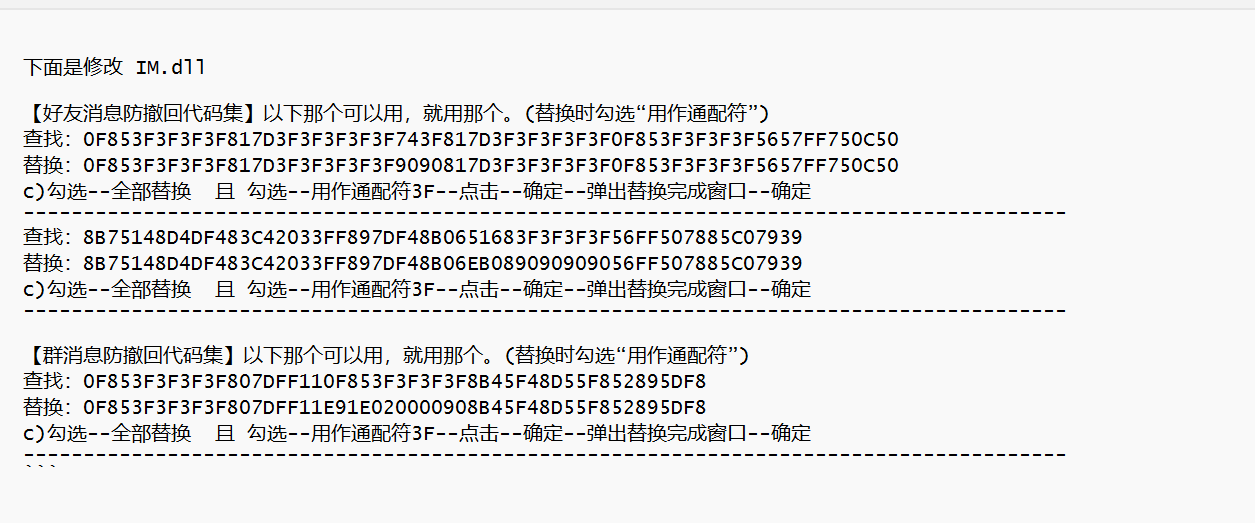 下面是修改 IM.dll
【好友消息防撤回代码集】以下那个可以用，就用那个。(替换时勾选“用作通配符”)
查找：0F853F3F3F3F817D3F3F3F3F3F743F817D3F3F3F3F3F0F853F3F3F3F5657FF750C50
替换：0F853F3F3F3F817D3F3F3F3F3F9090817D3F3F3F3F3F0F853F3F3F3F5657FF750C50
c)勾选--全部替换  且 勾选--用作通配符3F--点击--确定--弹出替换完成窗口--确定
---------------------------------------------------------------------------------------
查找：8B75148D4DF483C42033FF897DF48B0651683F3F3F3F56FF507885C07939
替换：8B75148D4DF483C42033FF897DF48B06EB089090909056FF507885C07939
c)勾选--全部替换  且 勾选--用作通配符3F--点击--确定--弹出替换完成窗口--确定
---------------------------------------------------------------------------------------
【群消息防撤回代码集】以下那个可以用，就用那个。(替换时勾选“用作通配符”)
查找：0F853F3F3F3F807DFF110F853F3F3F3F8B45F48D55F852895DF8
替换：0F853F3F3F3F807DFF11E91E020000908B45F48D55F852895DF8
c)勾选--全部替换  且 勾选--用作通配符3F--点击--确定--弹出替换完成窗口--确定
---------------------------------------------------------------------------------------
```